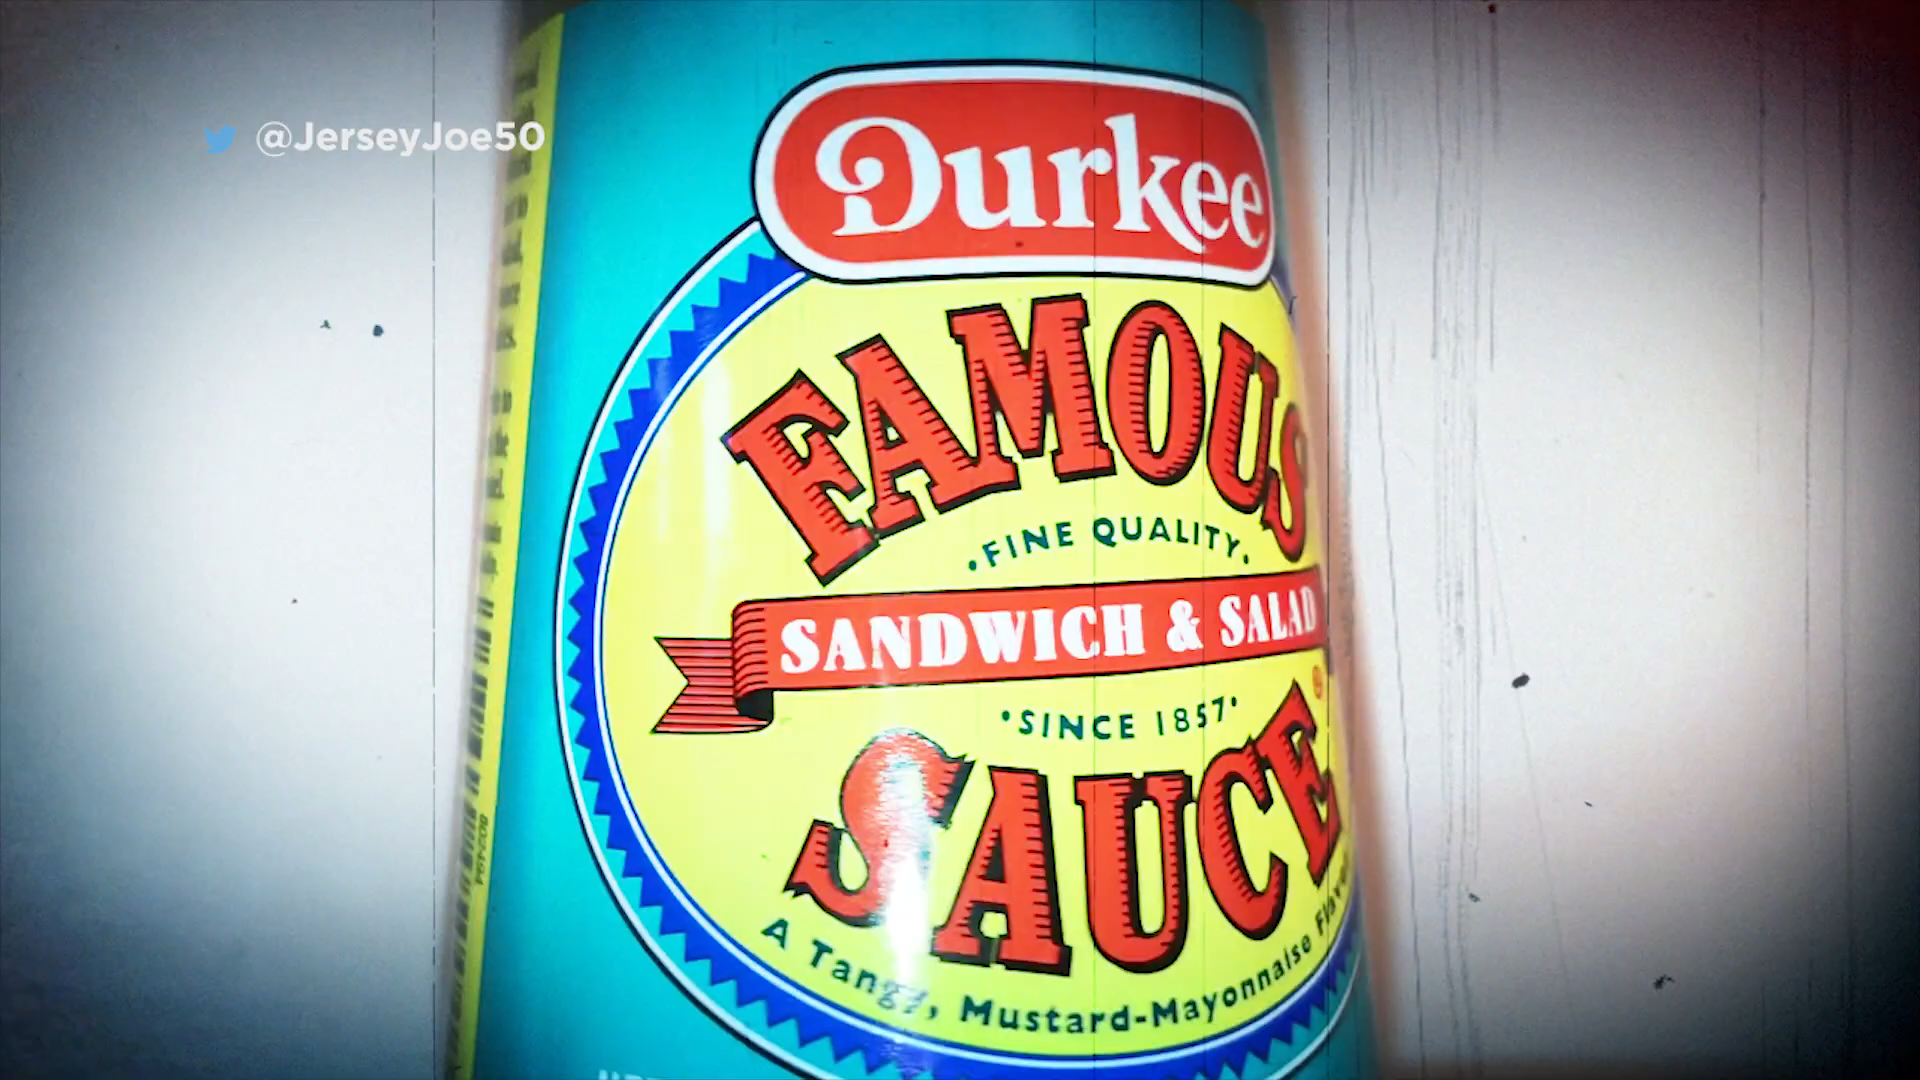 @JerseyJoe50
Durkee
FAMOUS
• FINE QUALITY •
SANDWICH & SALAD
• SINCE 1857 •
SAUCE®
A Tangy, Mustard-Mayonnaise